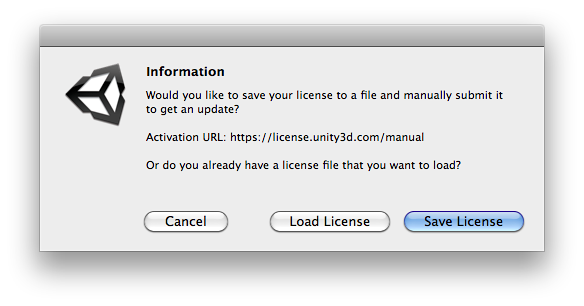 Information
Would you like to save your license to a file and manually submit it
to get an update?
Activation URL: https://license.unity3d.com/manual
Or do you already have a license file that you want to load?
Cancel
Load License
Save License